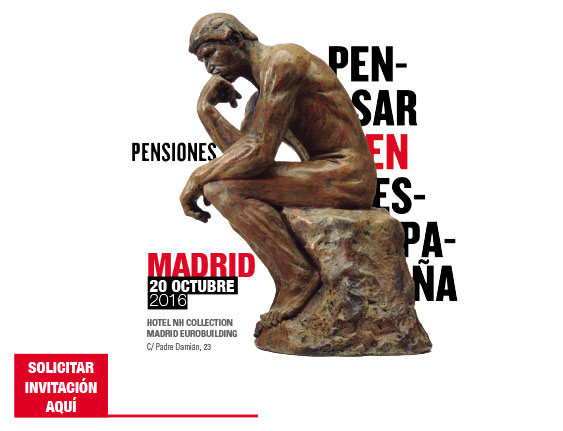 PEN-
SAR
EN
ES-
PA-
ÑA
PENSIONES
MADRID
20 OCTUBRE
2016
HOTEL NH COLLECTION
MADRID EUROBUILDING
C/ Padre Damián, 23
SOLICITAR
INVITACIÓN
AQUÍ